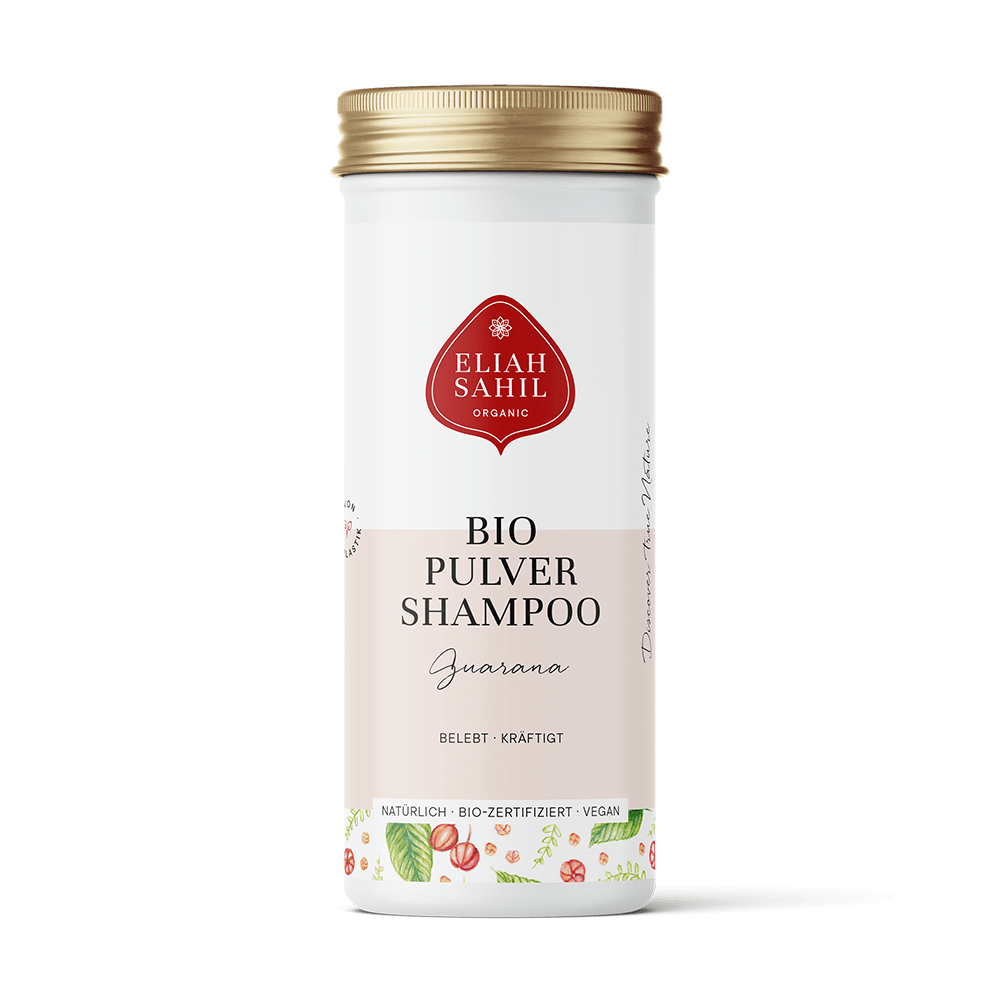 ELIAH
SAHIL
ORGANIC
BIO
PULVER
SHAMPOO
Guarana
BELEBT · KRÄFTIGT
NATÜRLICH · BIO-ZERTIFIZIERT · VEGAN
Discover True Nature